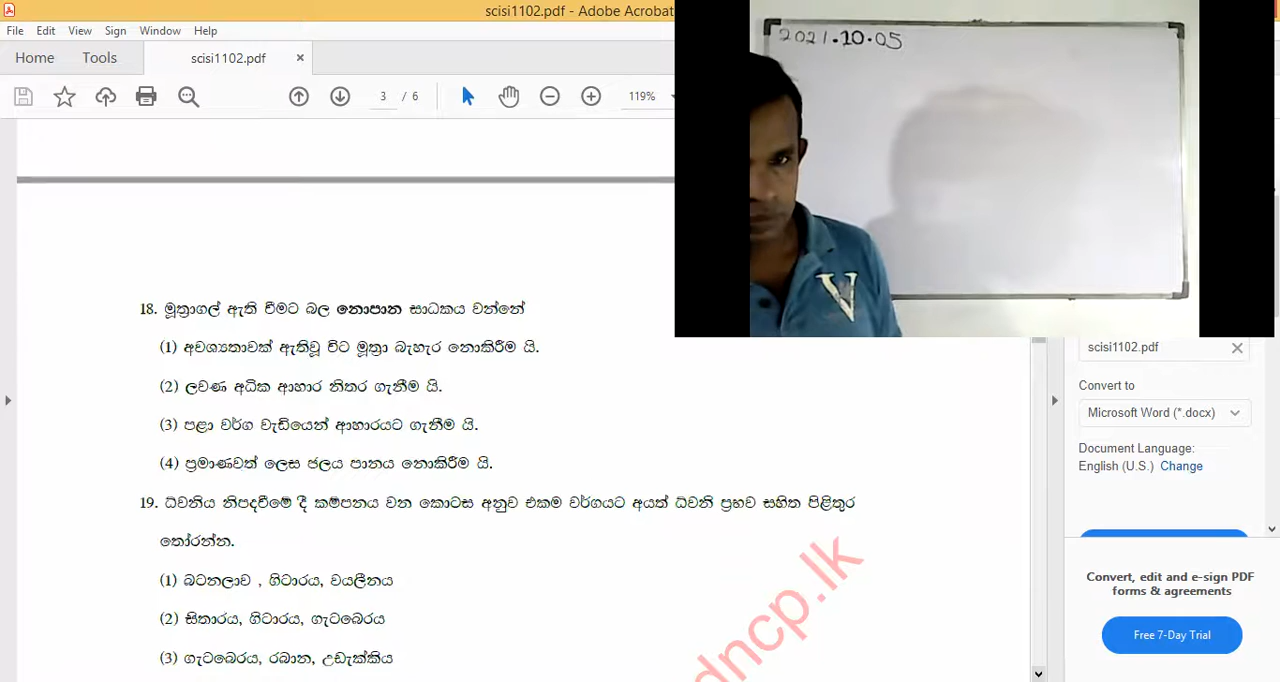 scisi1102.pdf - Adobe Acrobat
File Edit View Sign Window Help
Home Tools scisi1102.pdf ×
3 / 6 119%
2021.10.05
V
18. මූත්‍රාගල් ඇති වීමට බල නොපාන සාධකය වන්නේ
(1) අවශ්‍යතාවක් ඇතිවූ විට මූත්‍රා බැහැර නොකිරීම යි.
(2) ලවණ අධික ආහාර නිතර ගැනීම යි.
(3) පළා වර්ග වැඩියෙන් ආහාරයට ගැනීම යි.
(4) ප්‍රමාණවත් ලෙස ජලය පානය නොකිරීම යි.
19. ධ්වනිය නිපදවීමේ දී කම්පනය වන කොටස අනුව එකම වර්ගයට අයත් ධ්වනි ප්‍රභව සහිත පිළිතුර
තෝරන්න.
(1) බටනලාව , ගිටාරය, වයලීනය
(2) සිතාරය, ගිටාරය, ගැටබෙරය
(3) ගැටබෙරය, රබාන, උඩැක්කිය
dncp.lk
scisi1102.pdf
Convert to
Microsoft Word (*.docx)
Document Language:
English (U.S.) Change
Convert, edit and e-sign PDF
forms & agreements
Free 7-Day Trial